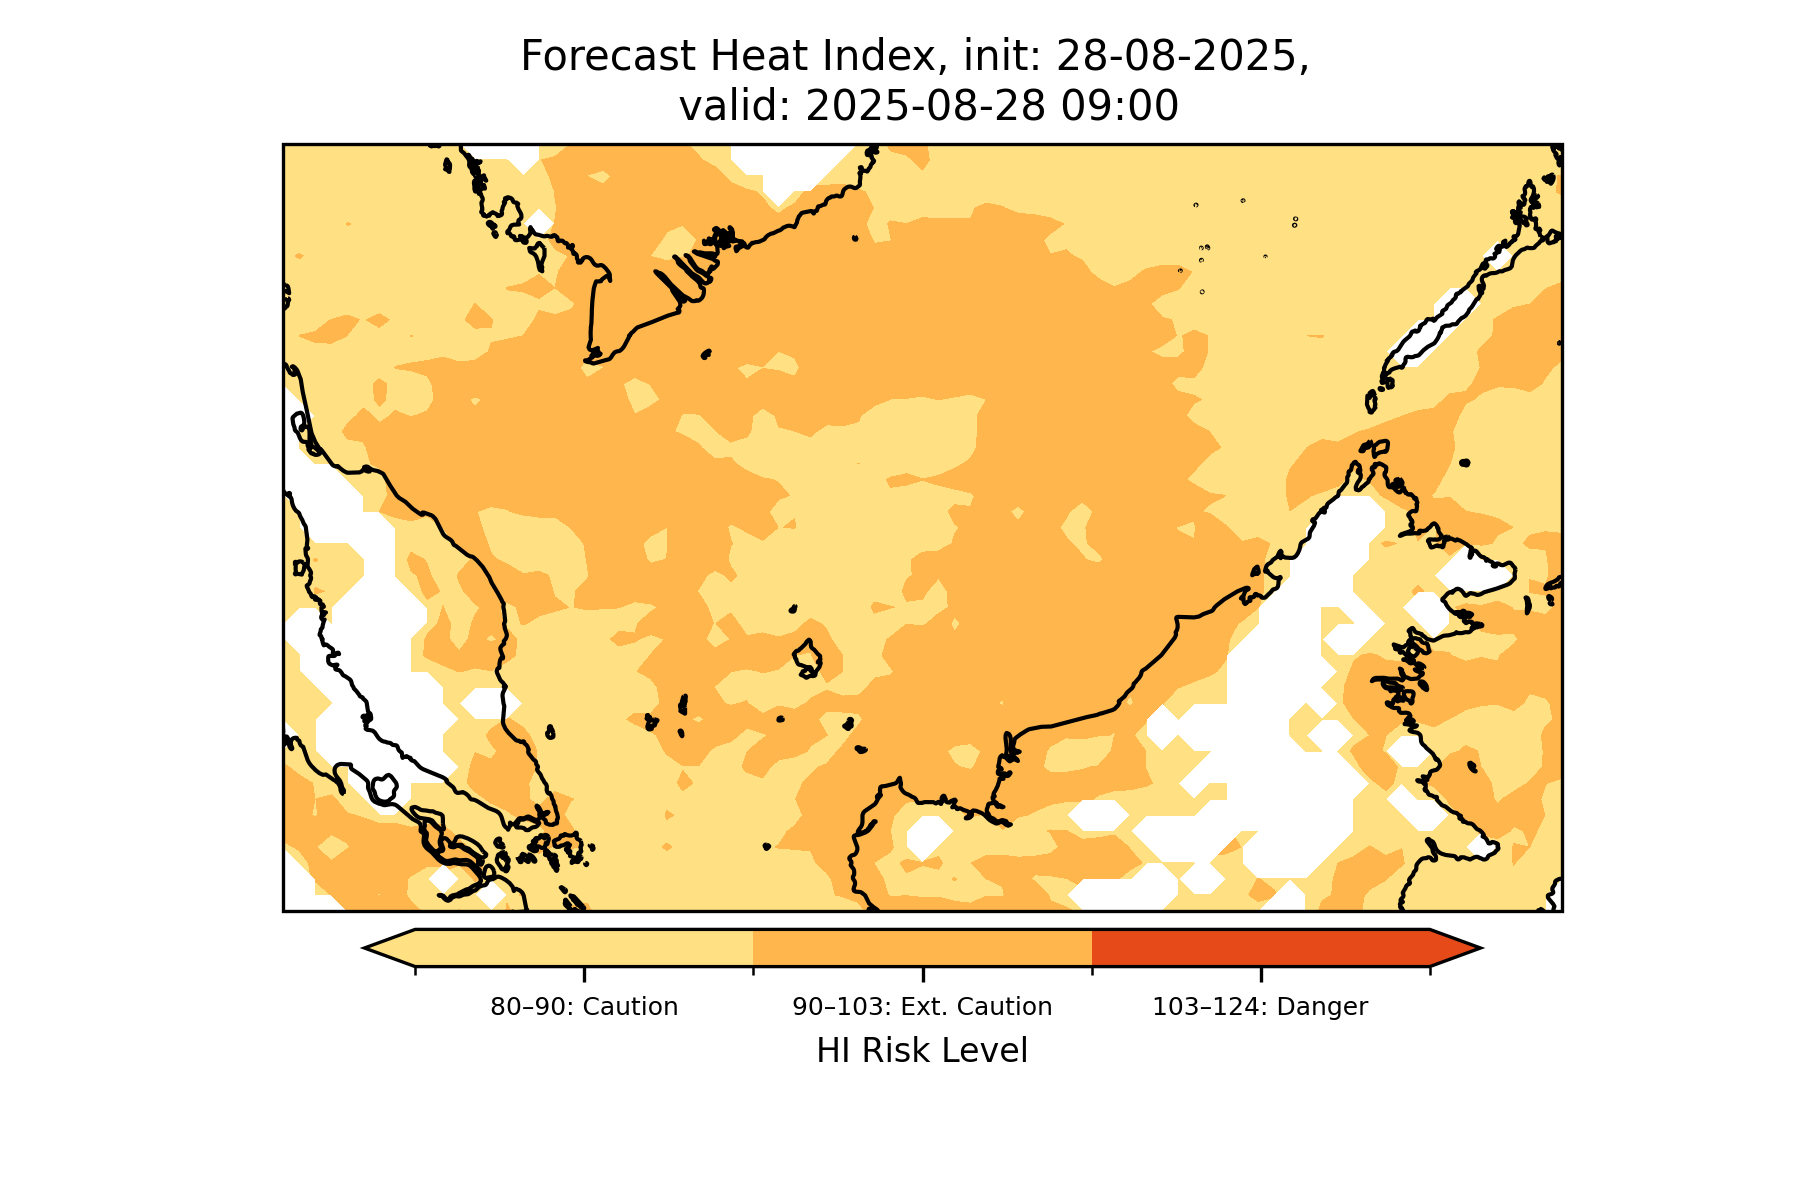 Forecast Heat Index, init: 28-08-2025,
valid: 2025-08-28 09:00
80–90: Caution
90–103: Ext. Caution
103–124: Danger
HI Risk Level